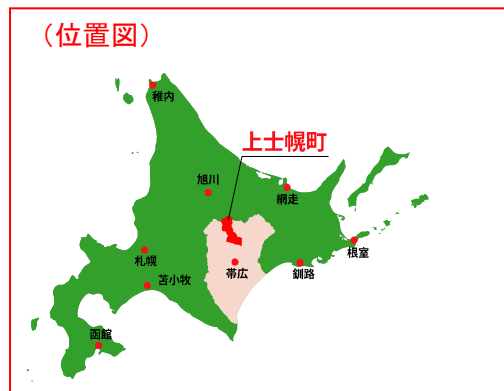 （位置図）
稚内
上士幌町
旭川
網走
根室
札幌
帯広
釧路
苫小牧
函館